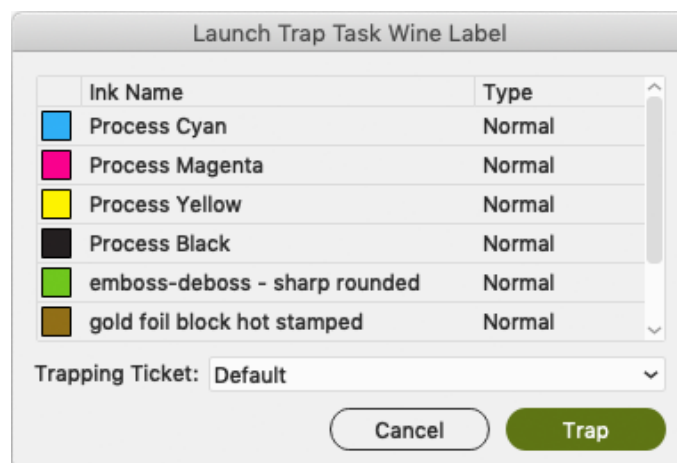 Launch Trap Task Wine Label
Ink Name Type
Process Cyan Normal
Process Magenta Normal
Process Yellow Normal
Process Black Normal
emboss-deboss - sharp rounded Normal
gold foil block hot stamped Normal
Trapping Ticket: Default
Cancel Trap